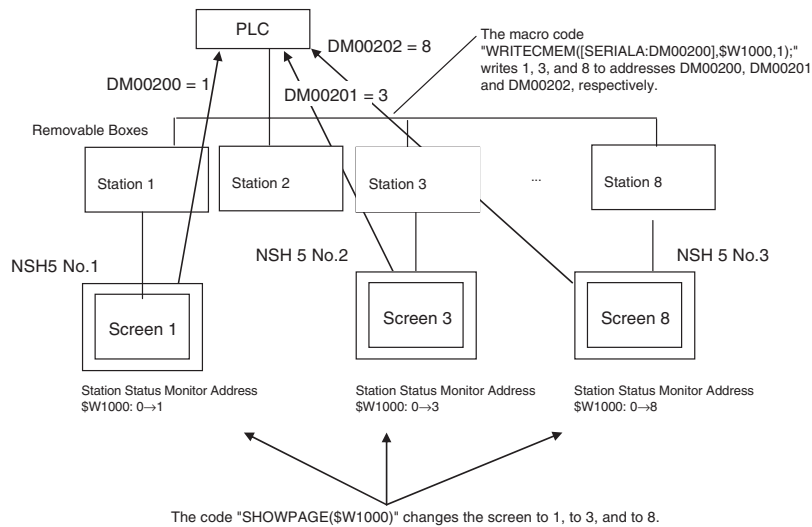 PLC
DM00202 = 8
The macro code
"WRITECMEM([SERIALA:DM00200],$W1000,1);"
writes 1, 3, and 8 to addresses DM00200, DM00201
and DM00202, respectively.
DM00200 = 1
DM00201 = 3
Removable Boxes
Station 1
Station 2
Station 3
...
Station 8
NSH5 No.1
NSH 5 No.2
NSH 5 No.3
Screen 1
Screen 3
Screen 8
Station Status Monitor Address
$W1000: 0→1
Station Status Monitor Address
$W1000: 0→3
Station Status Monitor Address
$W1000: 0→8
The code "SHOWPAGE($W1000)" changes the screen to 1, to 3, and to 8.